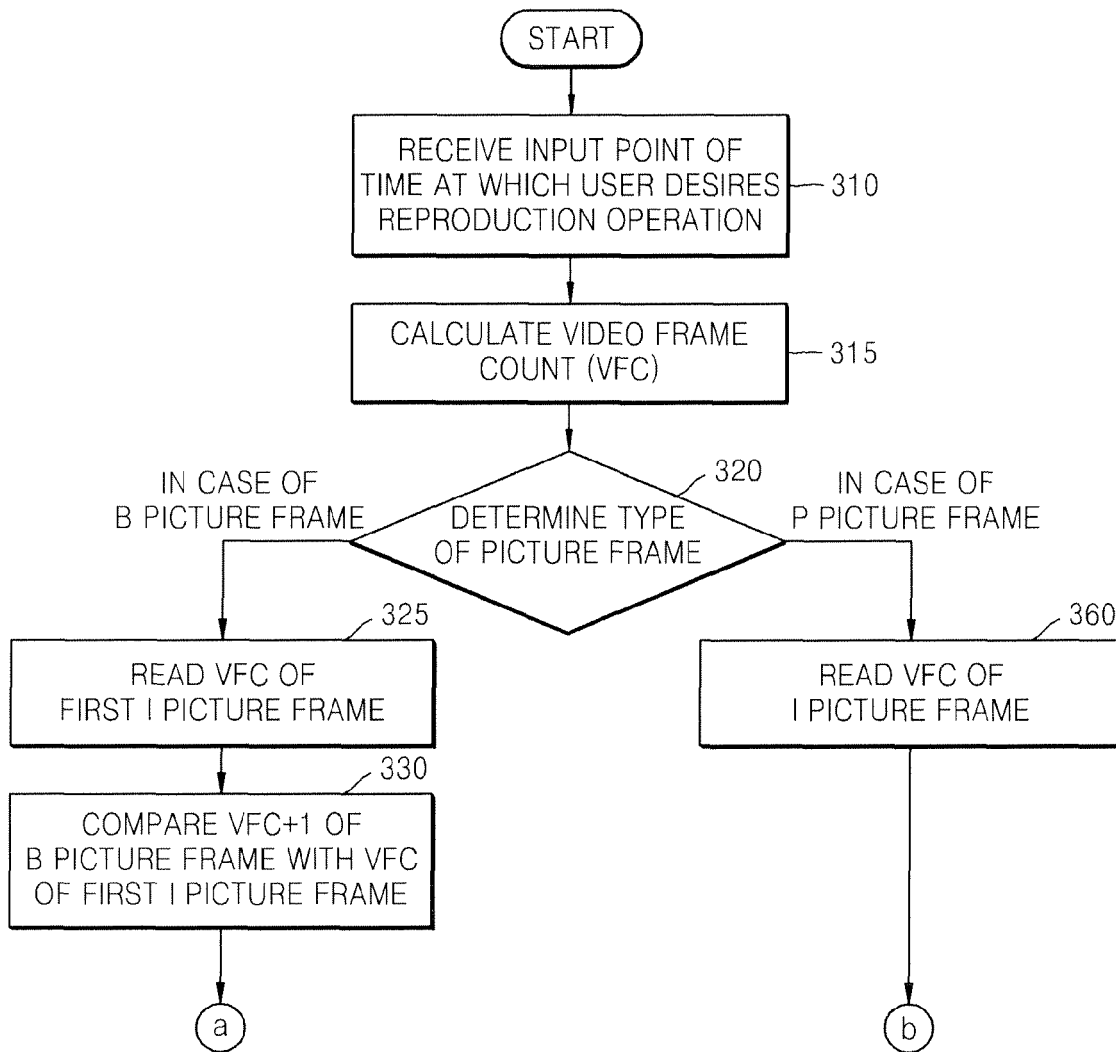 START
RECEIVE INPUT POINT OF
TIME AT WHICH USER DESIRES
REPRODUCTION OPERATION
310
CALCULATE VIDEO FRAME
COUNT (VFC)
315
320
IN CASE OF
B PICTURE FRAME
DETERMINE TYPE
OF PICTURE FRAME
IN CASE OF
P PICTURE FRAME
325
READ VFC OF
FIRST I PICTURE FRAME
360
READ VFC OF
I PICTURE FRAME
330
COMPARE VFC+1 OF
B PICTURE FRAME WITH VFC
OF FIRST I PICTURE FRAME
a
b